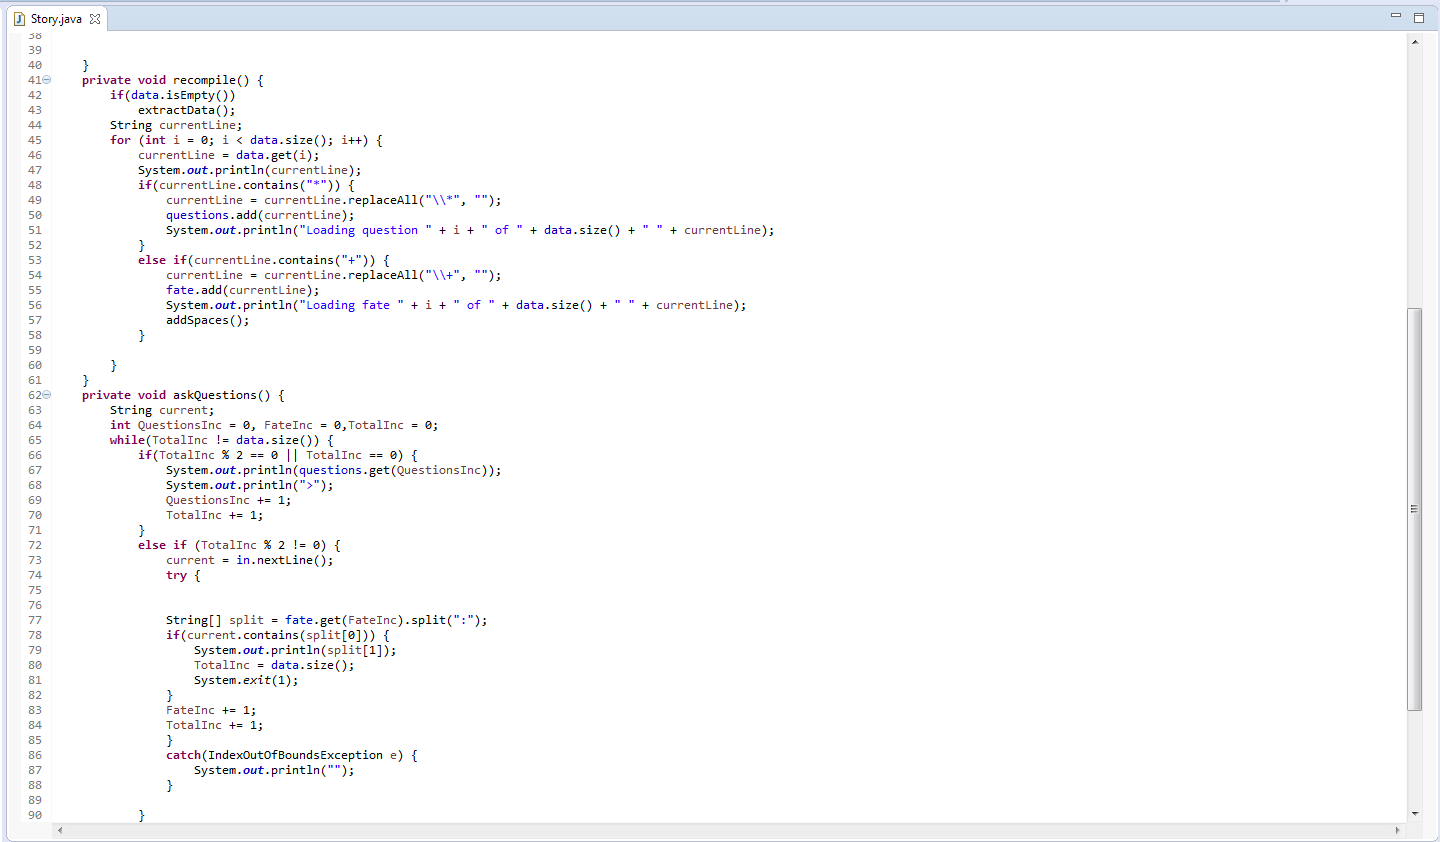 Story.java
38
39
40 }
41 private void recompile() {
42 if(data.isEmpty())
43 extractData();
44 String currentLine;
45 for (int i = 0; i < data.size(); i++) {
46 currentLine = data.get(i);
47 System.out.println(currentLine);
48 if(currentLine.contains("*")) {
49 currentLine = currentLine.replaceAll("\\*", "");
50 questions.add(currentLine);
51 System.out.println("Loading question " + i + " of " + data.size() + " " + currentLine);
52 }
53 else if(currentLine.contains("+")) {
54 currentLine = currentLine.replaceAll("\\+", "");
55 fate.add(currentLine);
56 System.out.println("Loading fate " + i + " of " + data.size() + " " + currentLine);
57 addSpaces();
58 }
59
60 }
61 }
62 private void askQuestions() {
63 String current;
64 int QuestionsInc = 0, FateInc = 0,TotalInc = 0;
65 while(TotalInc != data.size()) {
66 if(TotalInc % 2 == 0 || TotalInc == 0) {
67 System.out.println(questions.get(QuestionsInc));
68 System.out.println(">");
69 QuestionsInc += 1;
70 TotalInc += 1;
71 }
72 else if (TotalInc % 2 != 0) {
73 current = in.nextLine();
74 try {
75
76
77 String[] split = fate.get(FateInc).split(":");
78 if(current.contains(split[0])) {
79 System.out.println(split[1]);
80 TotalInc = data.size();
81 System.exit(1);
82 }
83 FateInc += 1;
84 TotalInc += 1;
85 }
86 catch(IndexOutOfBoundsException e) {
87 System.out.println("");
88 }
89
90 }